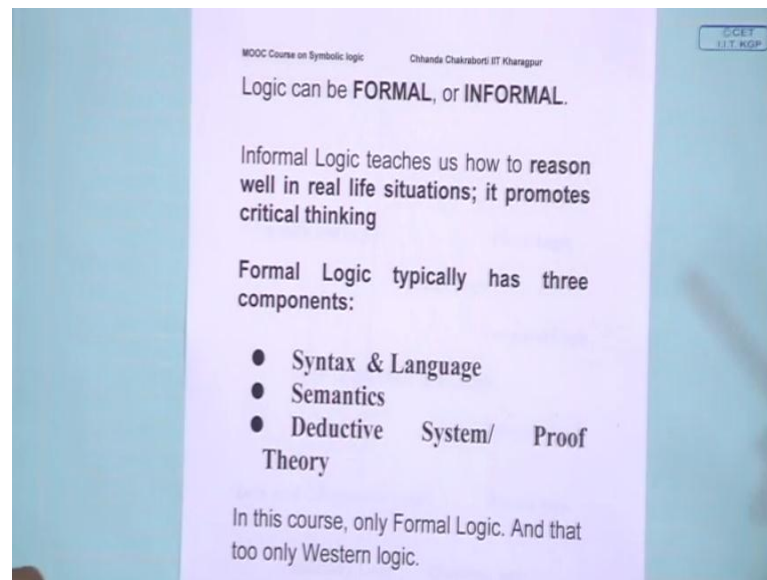 MOOC Course on Symbolic logic Chhanda Chakraborti IIT Kharagpur
CCET
I.I.T. KGP
Logic can be FORMAL, or INFORMAL.
Informal Logic teaches us how to reason
well in real life situations; it promotes
critical thinking
Formal Logic typically has three
components:
● Syntax & Language
● Semantics
● Deductive System/ Proof
Theory
In this course, only Formal Logic. And that
too only Western logic.